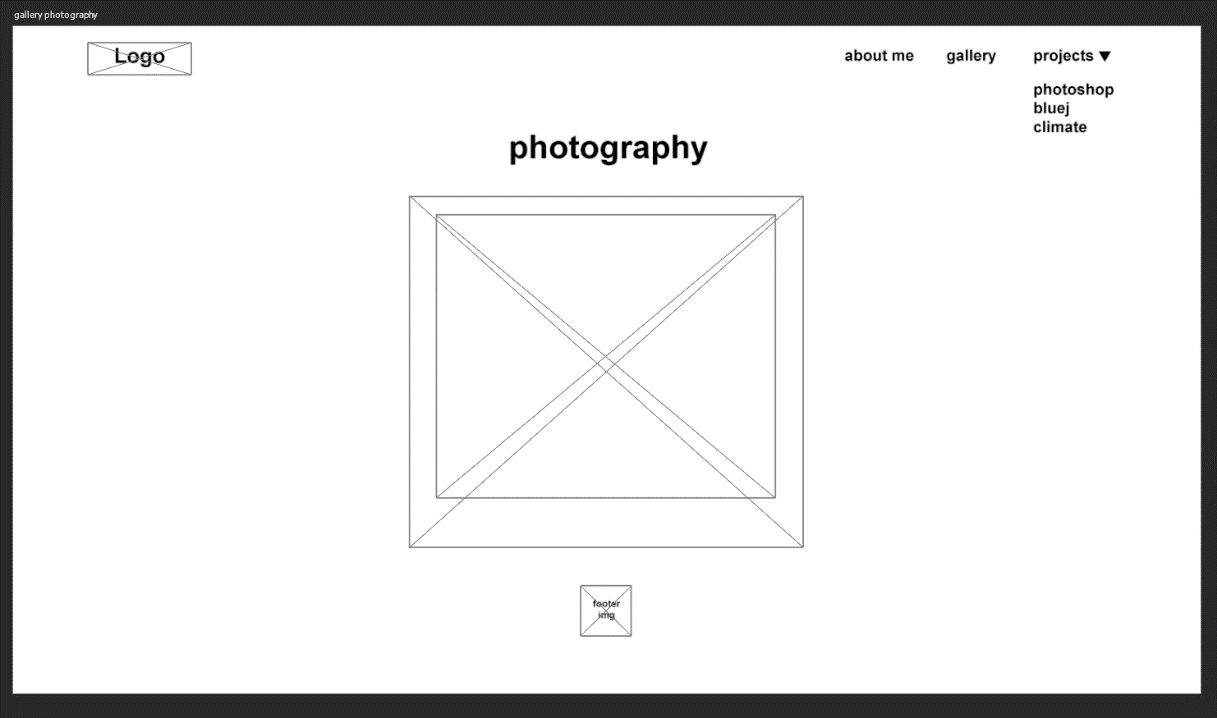 gallery photography
Logo
about me gallery projects ▼
photoshop
bluej
climate
photography
footer
img